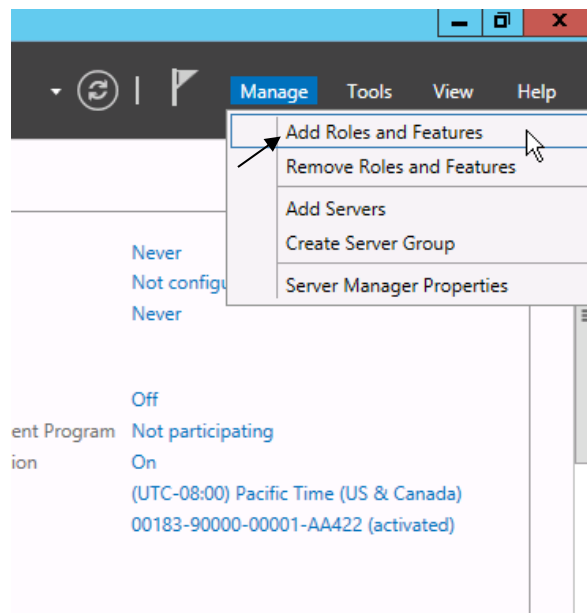 Manage Tools View Help
Add Roles and Features
Remove Roles and Features
Add Servers
Create Server Group
Server Manager Properties
Never
Not configu
Never
Off
ent Program Not participating
ion On
(UTC-08:00) Pacific Time (US & Canada)
00183-90000-00001-AA422 (activated)